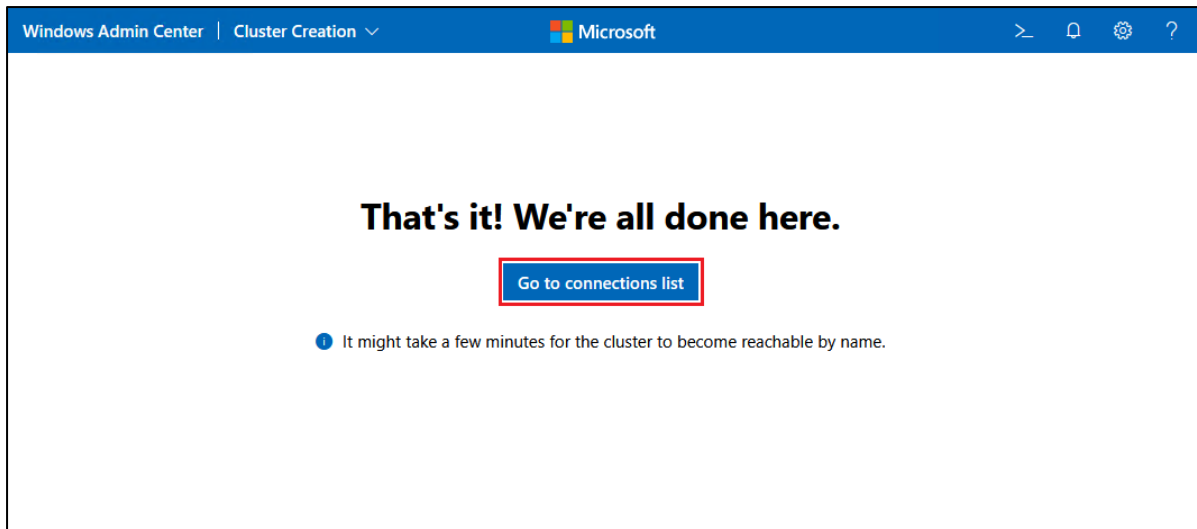 Windows Admin Center | Cluster Creation Microsoft >_ ?
That's it! We're all done here.
Go to connections list
It might take a few minutes for the cluster to become reachable by name.